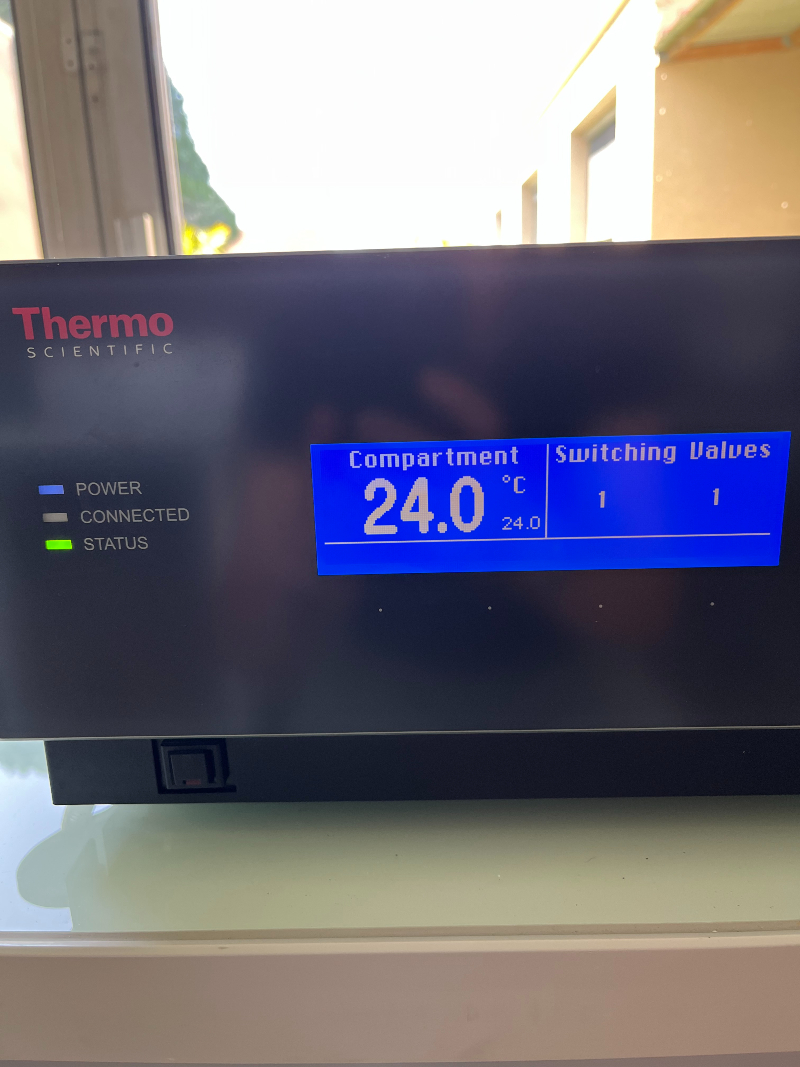 Thermo
SCIENTIFIC
POWER
CONNECTED
STATUS
Compartment
24.0 °C
24.0
Switching Valves
1 1